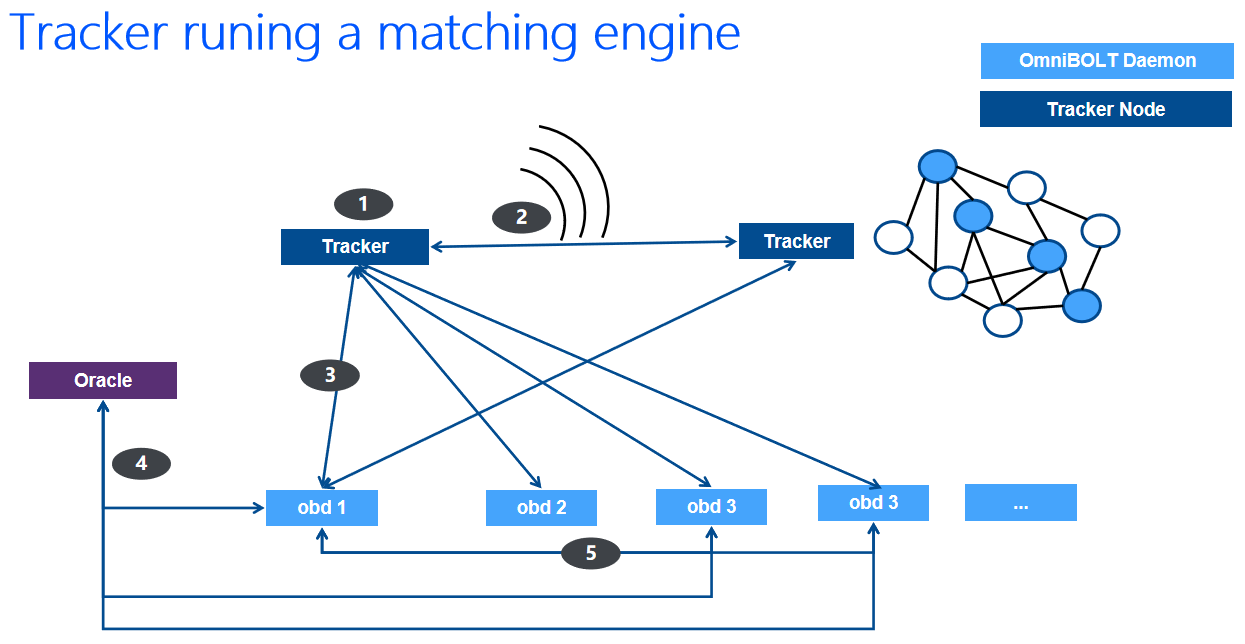 Tracker runing a matching engine
OmniBOLT Daemon
Tracker Node
1
2
Tracker
Tracker
3
Oracle
4
obd 1
obd 2
obd 3
obd 3
...
5